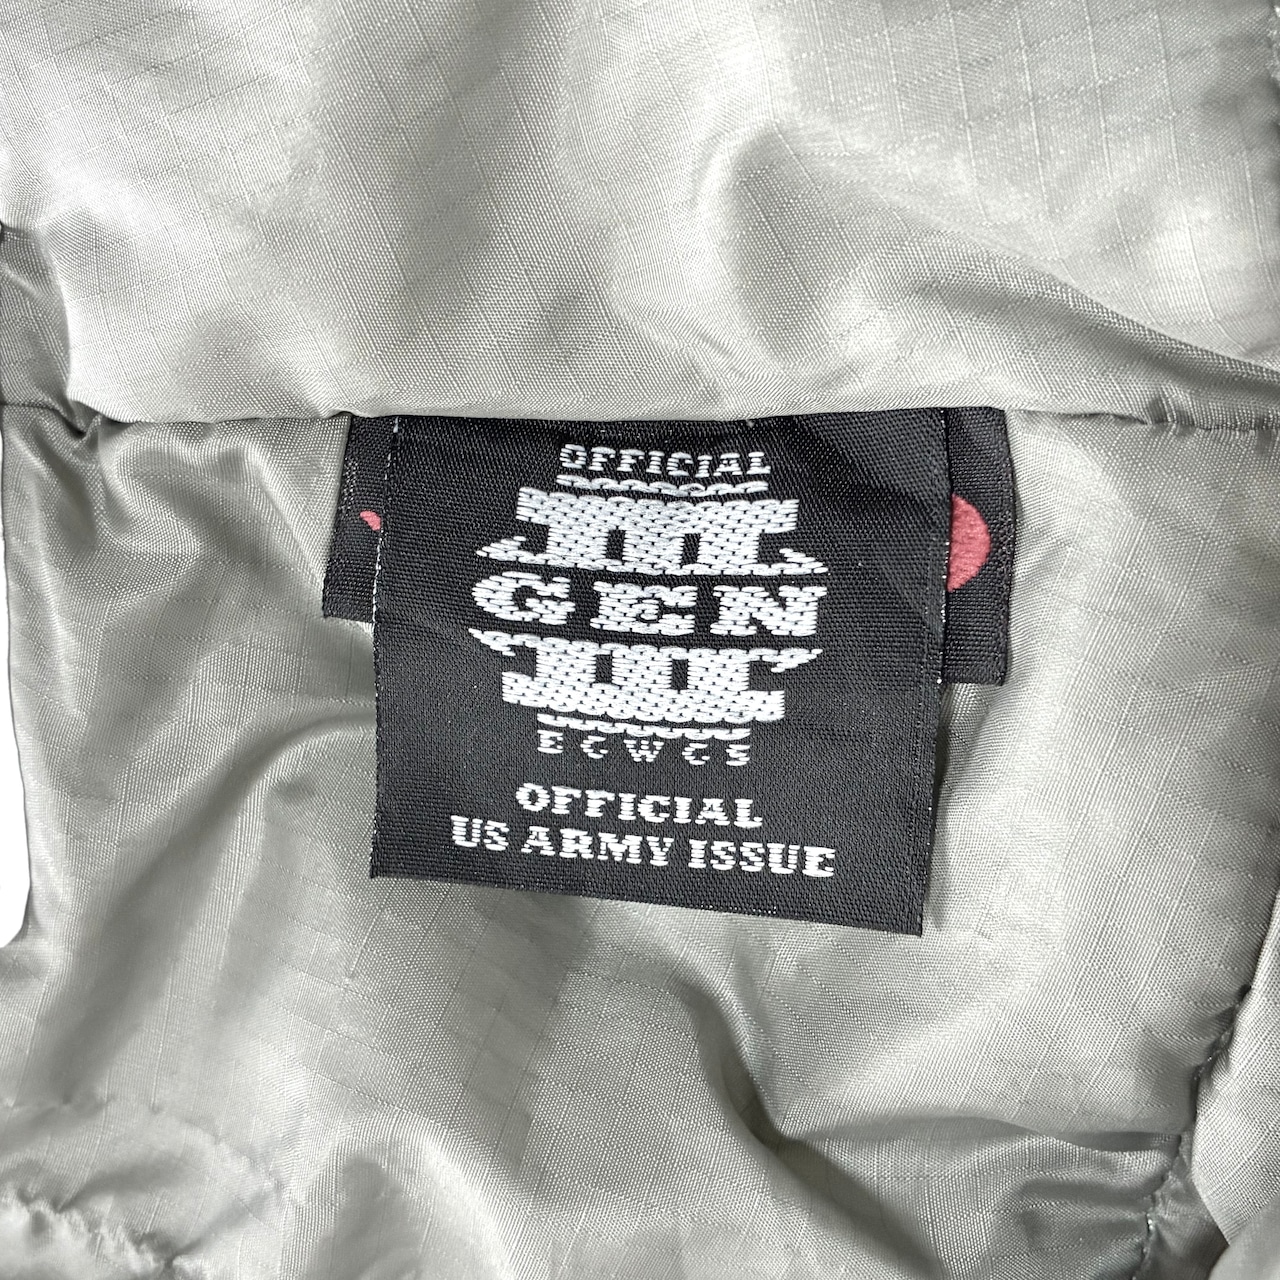 OFFICIAL
III
GEN
III
ECWCS
OFFICIAL
US ARMY ISSUE